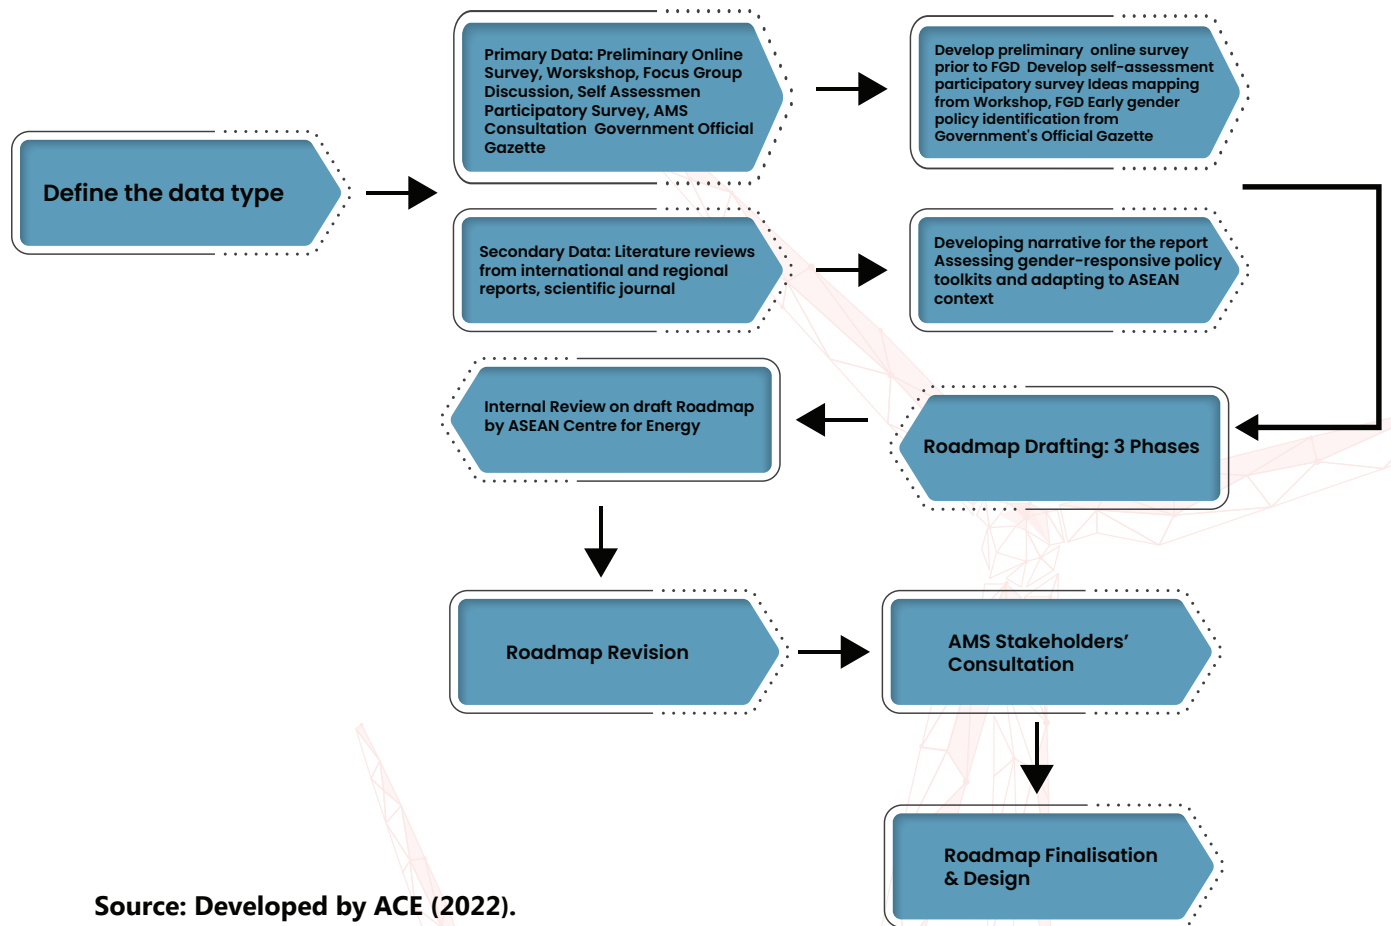 Define the data type
Primary Data: Preliminary Online
Survey, Worskshop, Focus Group
Discussion, Self Assessmen
Participatory Survey, AMS
Consultation  Government Official
Gazette
Develop preliminary  online survey
prior to FGD  Develop self-assessment
participatory survey Ideas mapping
from Workshop, FGD Early gender
policy identification from
Government's Official Gazette
Secondary Data: Literature reviews
from international and regional
reports, scientific journal
Developing narrative for the report
Assessing gender-responsive policy
toolkits and adapting to ASEAN
context
Roadmap Drafting: 3 Phases
Internal Review on draft Roadmap
by ASEAN Centre for Energy
Roadmap Revision
AMS Stakeholders’
Consultation
Roadmap Finalisation
& Design
Source: Developed by ACE (2022).